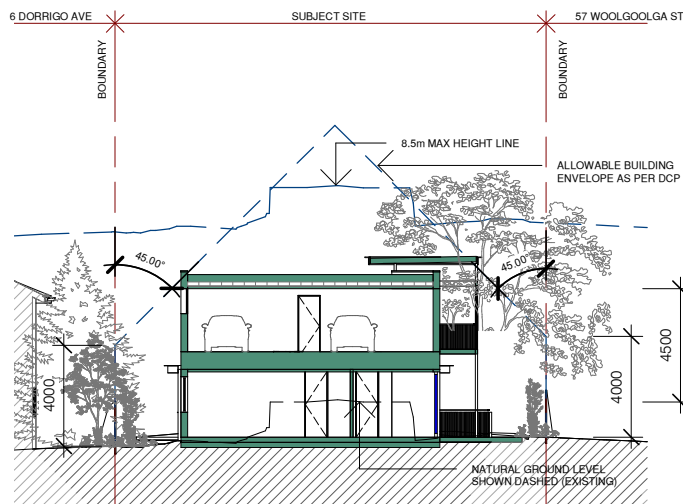 6 DORRIGO AVE
SUBJECT SITE
57 WOOLGOOLGA ST
BOUNDARY
BOUNDARY
8.5m MAX HEIGHT LINE
ALLOWABLE BUILDING
ENVELOPE AS PER DCP
45.00°
45.00°
4000
4000
4500
NATURAL GROUND LEVEL
SHOWN DASHED (EXISTING)